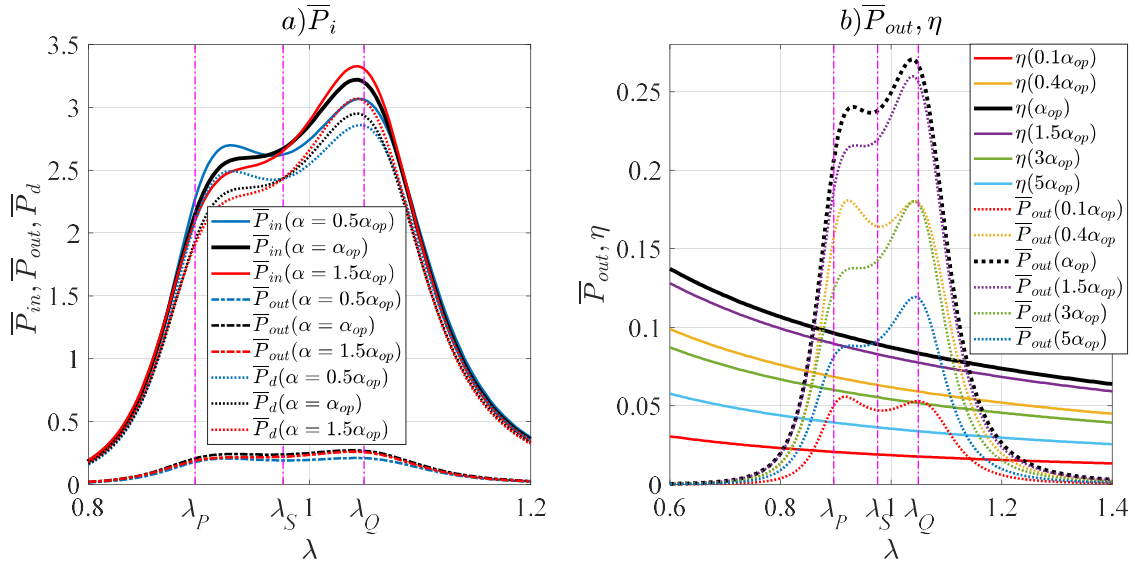 a) P̅_i
P̅_in, P̅_out, P̅_d
3.5
3
2.5
2
1.5
1
0.5
0
P̅_in(α = 0.5α_op)
P̅_in(α = α_op)
P̅_in(α = 1.5α_op)
P̅_out(α = 0.5α_op)
P̅_out(α = α_op)
P̅_out(α = 1.5α_op)
P̅_d(α = 0.5α_op)
P̅_d(α = α_op)
P̅_d(α = 1.5α_op)
0.8 λ_P λ_S 1 λ_Q 1.2
λ
b) P̅_out, η
P̅_out, η
0.25
0.2
0.15
0.1
0.05
0
η(0.1α_op)
η(0.4α_op)
η(α_op)
η(1.5α_op)
η(3α_op)
η(5α_op)
P̅_out(0.1α_op)
P̅_out(0.4α_op
P̅_out(α_op)
P̅_out(1.5α_op)
P̅_out(3α_op)
P̅_out(5α_op)
0.6 0.8 λ_P λ_S 1 λ_Q 1.2 1.4
λ